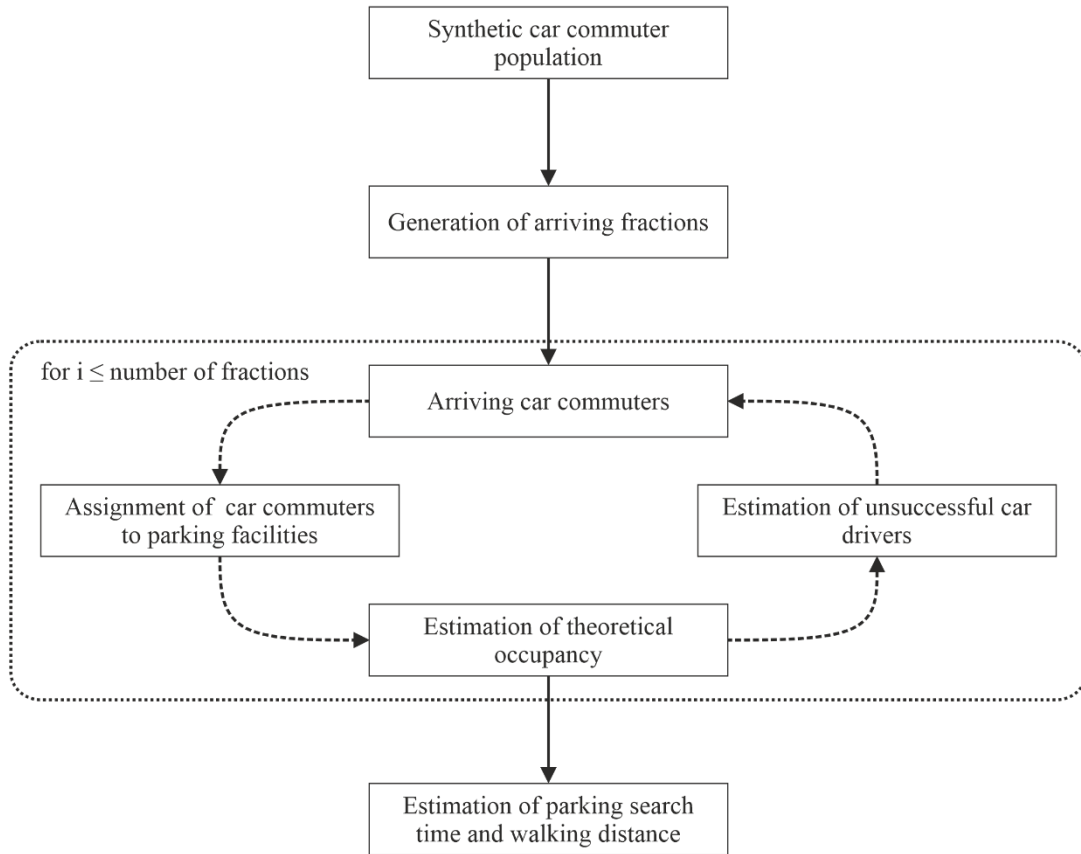 Synthetic car commuter
population
Generation of arriving fractions
for i ≤ number of fractions
Arriving car commuters
Assignment of car commuters
to parking facilities
Estimation of unsuccessful car
drivers
Estimation of theoretical
occupancy
Estimation of parking search
time and walking distance